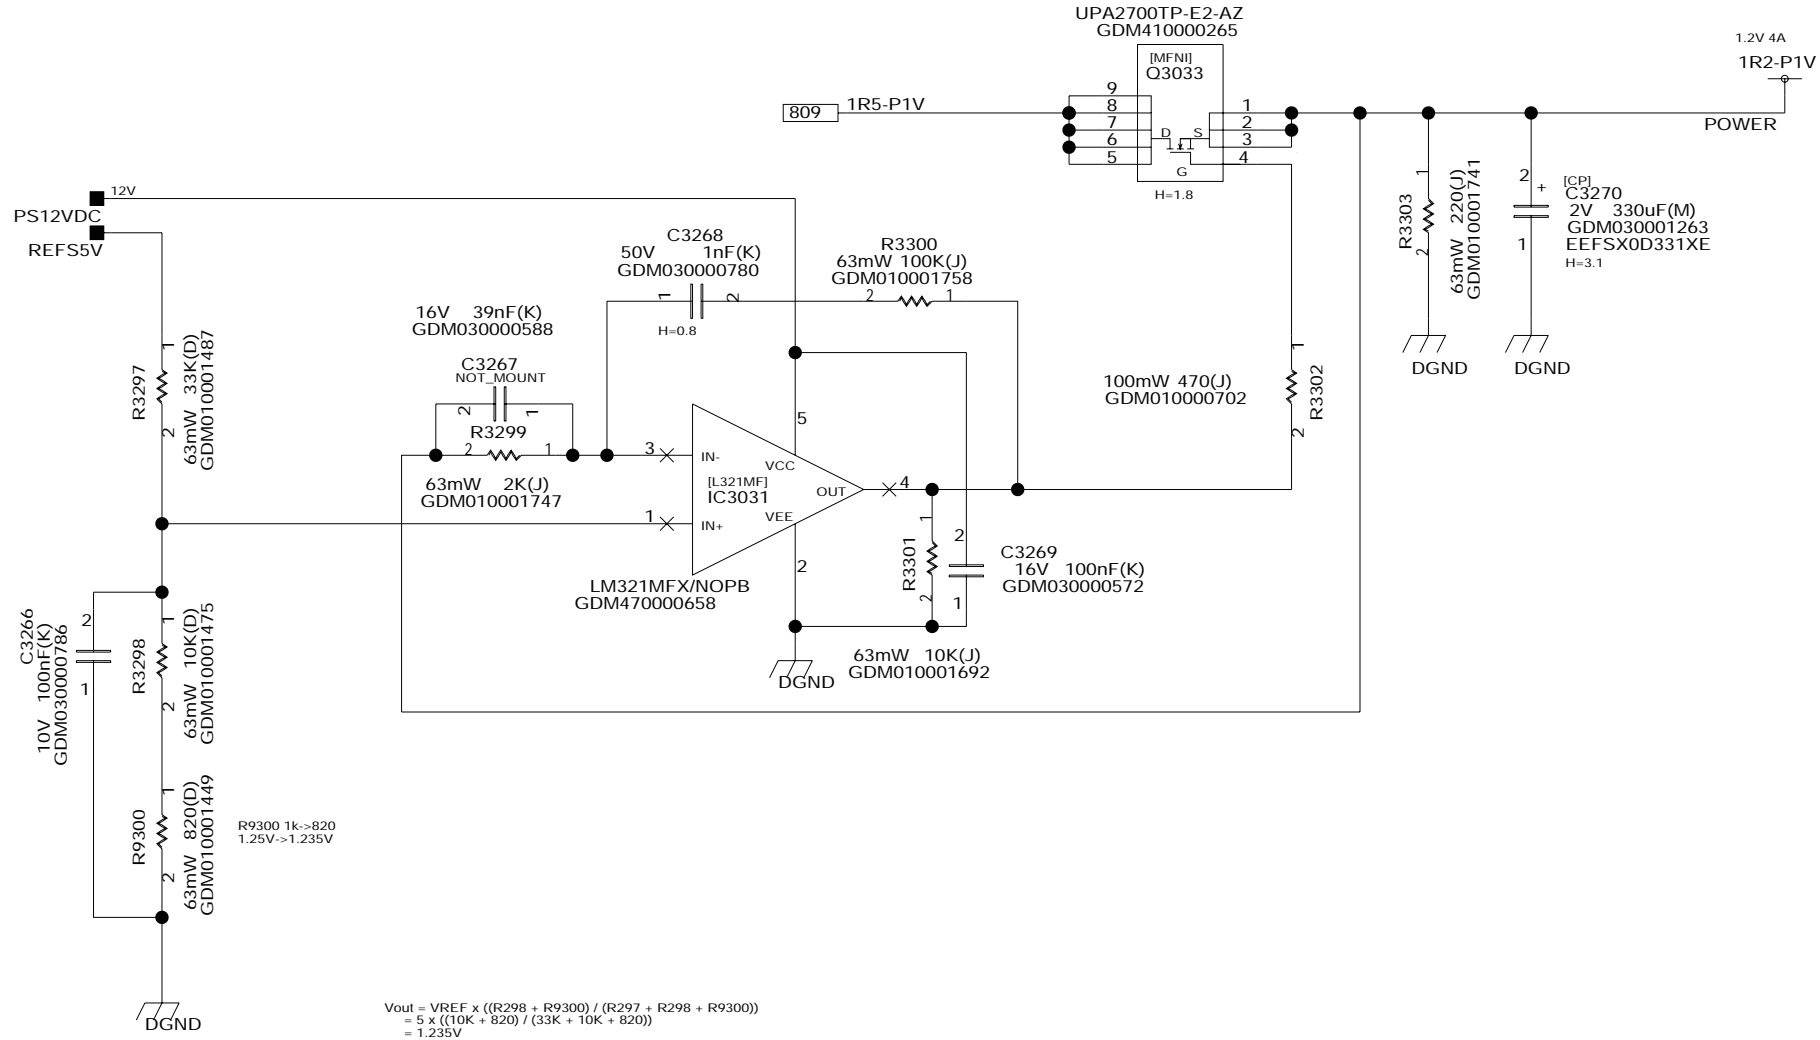 UPA2700TP-E2-AZ
GDM410000265
[MFNI]
Q3033
9
8
7
6
5
D
S
G
1
2
3
4
H=1.8
809
1R5-P1V
1.2V 4A
1R2-P1V
POWER
1
R3303
2
63mW 220(J)
GDM010001741
DGND
2
+
[CP]
C3270
2V 330uF(M)
GDM030001263
EEFSX0D331XE
H=3.1
1
DGND
12V
PS12VDC
REFS5V
C3268
50V 1nF(K)
GDM030000780
1
2
H=0.8
R3300
63mW 100K(J)
GDM010001758
2
1
16V 39nF(K)
GDM030000588
C3267
NOT_MOUNT
2
1
R3299
2
1
63mW 2K(J)
GDM010001747
1
R3297
2
63mW 33K(D)
GDM010001487
100mW 470(J)
GDM010000702
1
R3302
2
3
IN-
VCC
5
[L321MF]
IC3031
OUT
4
VEE
1
IN+
2
LM321MFX/NOPB
GDM470000658
1
R3301
2
63mW 10K(J)
GDM010001692
2
C3269
16V 100nF(K)
GDM030000572
1
DGND
C3266
10V 100nF(K)
GDM030000786
2
1
1
R3298
2
63mW 10K(D)
GDM010001475
1
R9300
2
63mW 820(D)
GDM010001449
R9300 1k->820
1.25V->1.235V
DGND
Vout = VREF x ((R298 + R9300) / (R297 + R298 + R9300))
= 5 x ((10K + 820) / (33K + 10K + 820))
= 1.235V